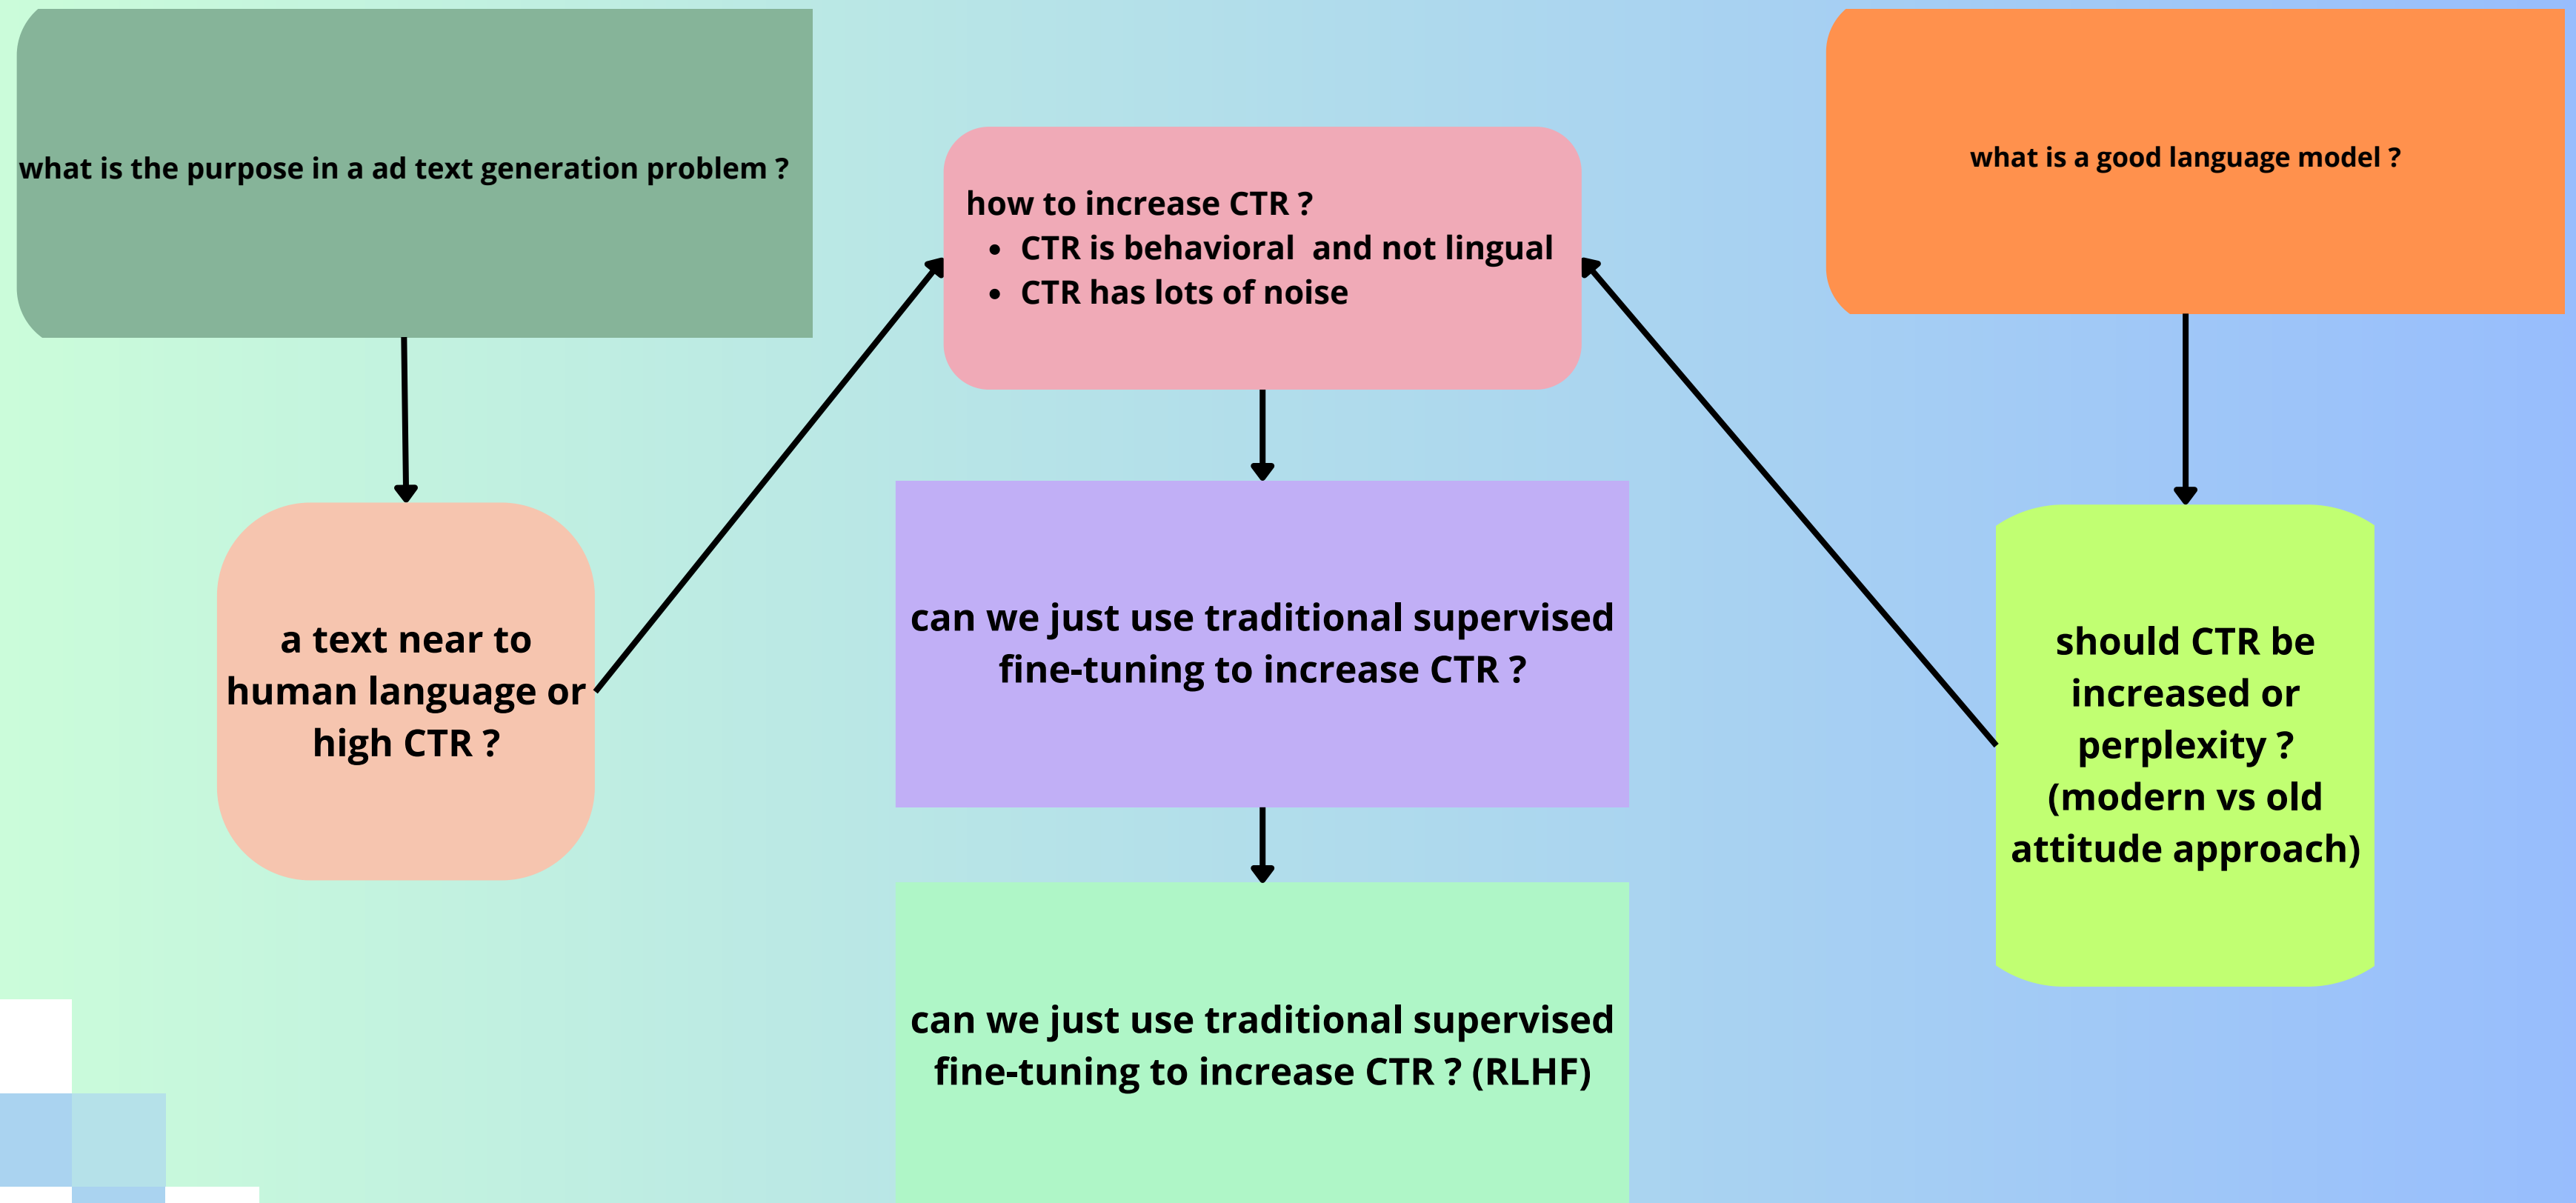 what is the purpose in a ad text generation problem ?
a text near to
human language or
high CTR ?
how to increase CTR ?
• CTR is behavioral  and not lingual
• CTR has lots of noise
can we just use traditional supervised
fine-tuning to increase CTR ?
can we just use traditional supervised
fine-tuning to increase CTR ? (RLHF)
what is a good language model ?
should CTR be
increased or
perplexity ?
(modern vs old
attitude approach)